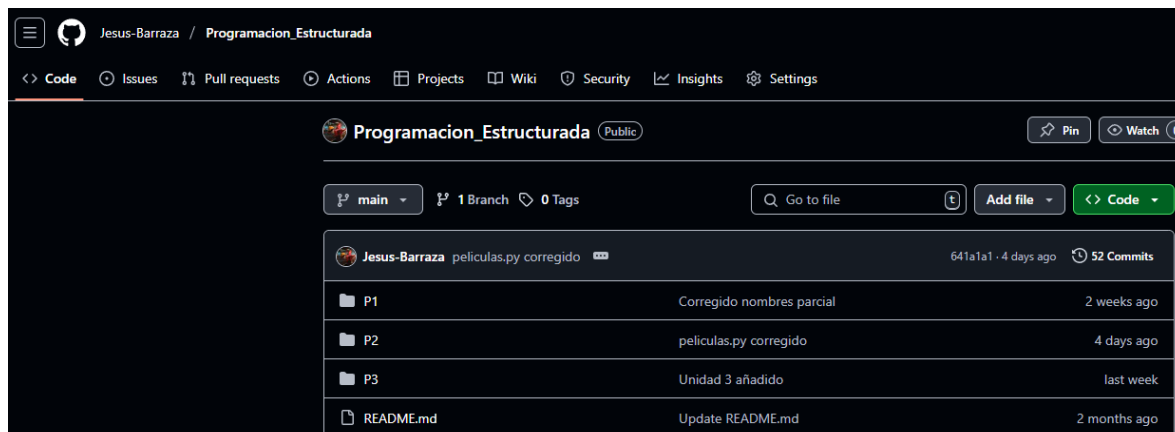 Jesus-Barraza / Programacion_Estructurada
Code Issues Pull requests Actions Projects Wiki Security Insights Settings
Programacion_Estructurada Public Pin Watch
main 1 Branch 0 Tags Go to file t Add file Code
Jesus-Barraza peliculas.py corregido 641a1a1 · 4 days ago 52 Commits
P1 Corregido nombres parcial 2 weeks ago
P2 peliculas.py corregido 4 days ago
P3 Unidad 3 añadido last week
README.md Update README.md 2 months ago